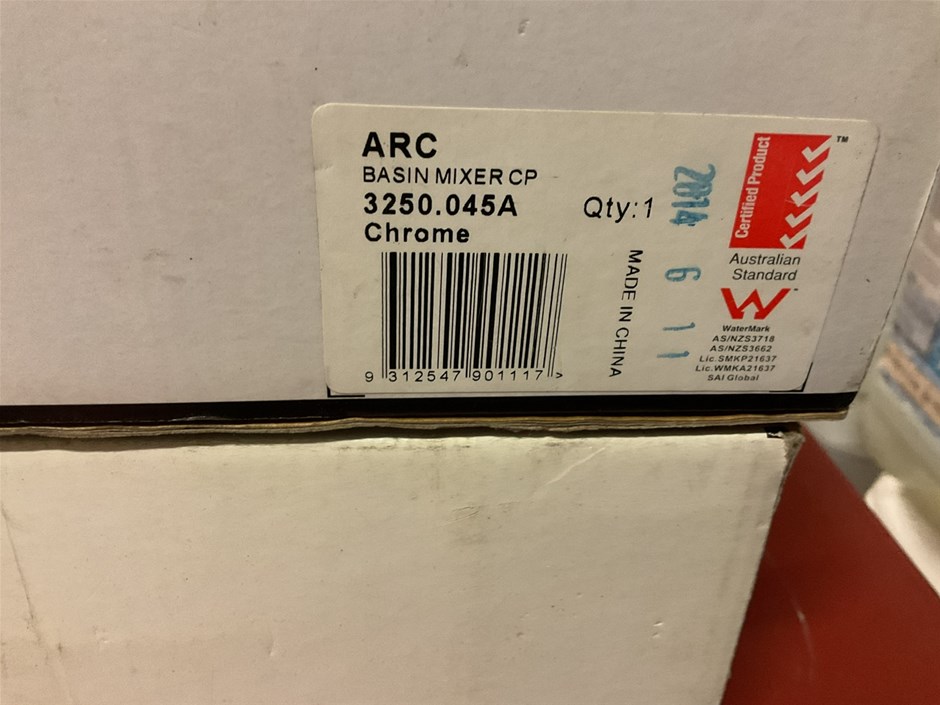 ARC
BASIN MIXER CP
3250.045A
Chrome
Qty:1
9 312547 901117 >
MADE IN CHINA
2014 6 11
Certified Product
TM
Australian
Standard
WaterMark
AS/NZS3718
AS/NZS3662
Lic.SMKP21637
Lic.WMKA21637
SAI Global